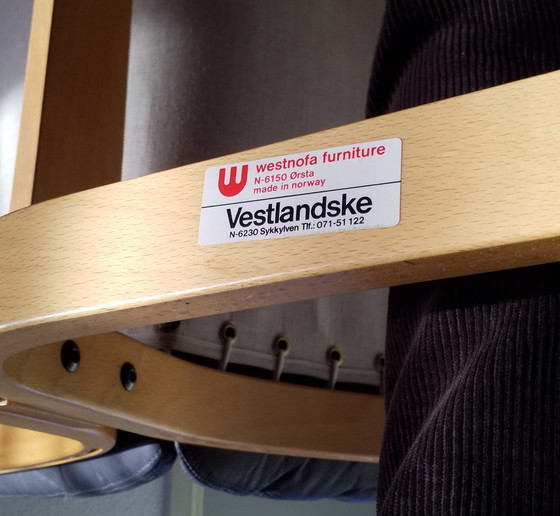 westnofa furniture
N-6150 Ørsta
made in norway
Vestlandske
N-6230 Sykkylven Tlf.: 071-51 122